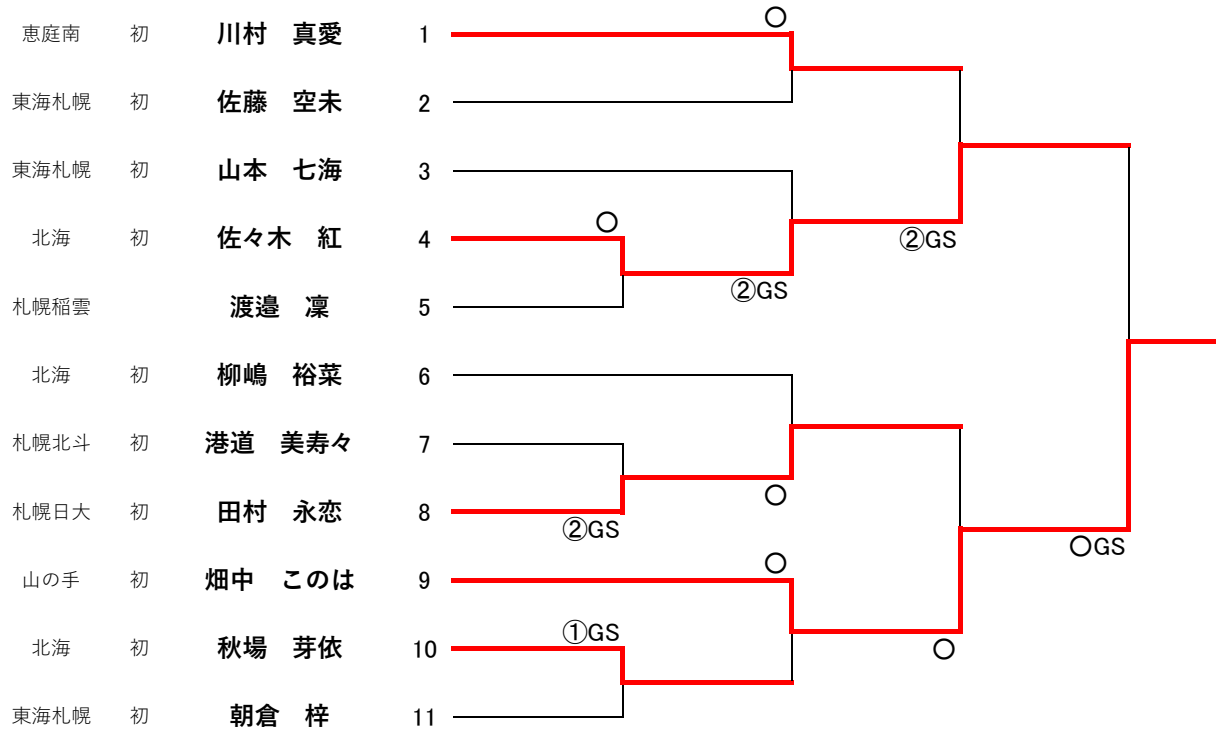 ○
恵庭南 初 川村 真愛 1
東海札幌 初 佐藤 空未 2
東海札幌 初 山本 七海 3
○
北海 初 佐々木 紅 4
②GS
②GS
札幌稲雲 渡邉 凜 5
北海 初 柳嶋 裕菜 6
札幌北斗 初 港道 美寿々 7
○
札幌日大 初 田村 永恋 8
②GS
○GS
○
山の手 初 畑中 このは 9
①GS
北海 初 秋場 芽依 10
○
東海札幌 初 朝倉 梓 11